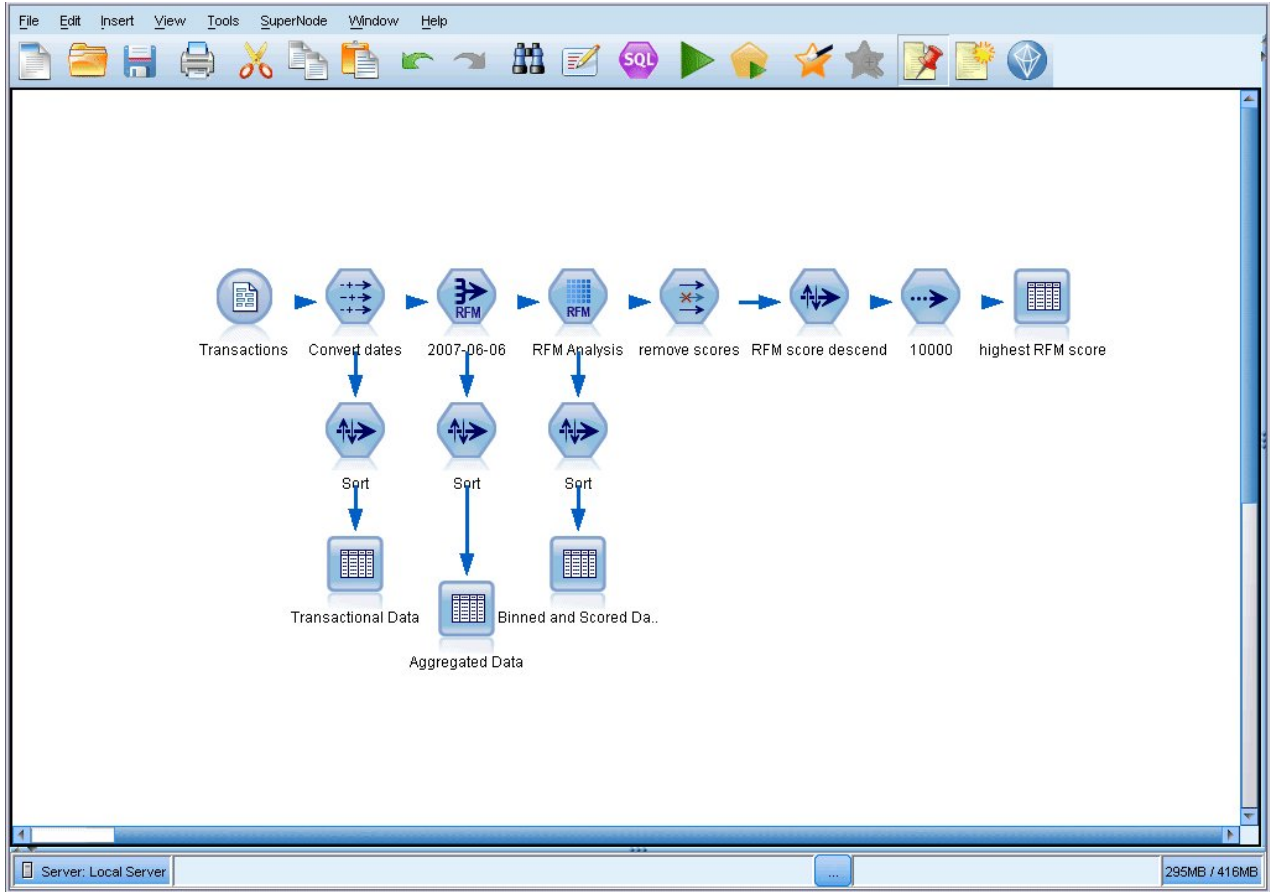 File Edit Insert View Tools SuperNode Window Help
SQL
RFM RFM
Transactions Convert dates 2007-06-06 RFM Analysis remove scores RFM score descend 10000 highest RFM score
Sort Sort Sort
Transactional Data Binned and Scored Da..
Aggregated Data
Server: Local Server ... 295MB / 416MB